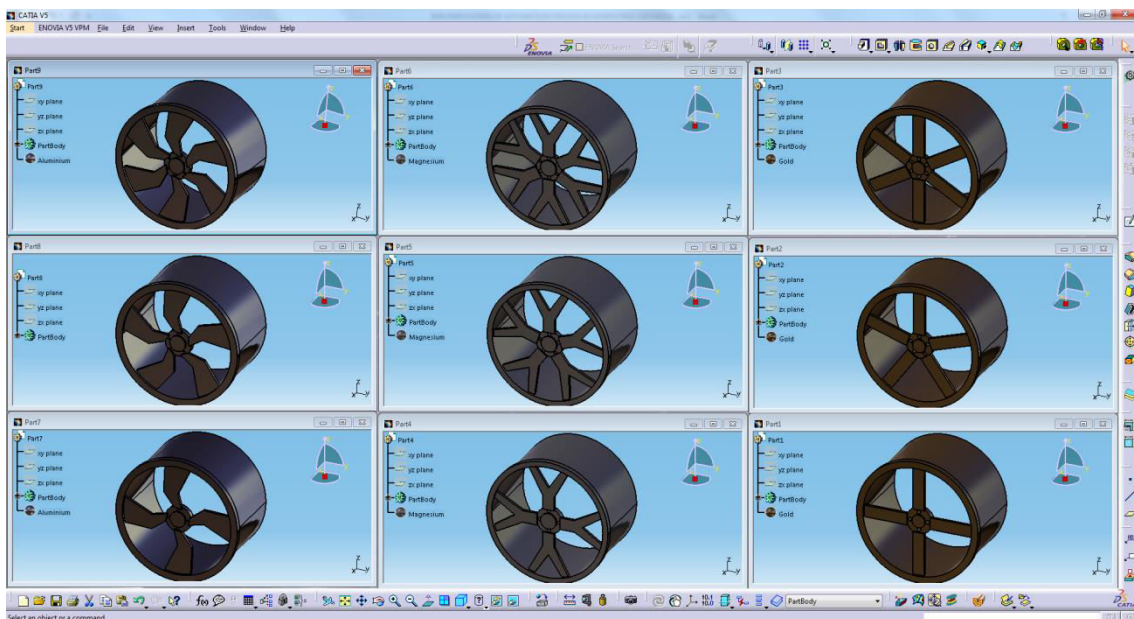 CATIA V5
Start ENOVIA V5 VPM File Edit View Insert Tools Window Help
ENOVIA
Part9
Part9
xy plane
yz plane
zx plane
PartBody
Aluminium
z
x y
Part6
Part6
xy plane
yz plane
zx plane
PartBody
Magnesium
z
x y
Part3
Part3
xy plane
yz plane
zx plane
PartBody
Gold
z
x y
Part8
Part8
xy plane
yz plane
zx plane
PartBody
z
x y
Part5
Part5
xy plane
yz plane
zx plane
PartBody
Magnesium
z
x y
Part2
Part2
xy plane
yz plane
zx plane
PartBody
Gold
z
x y
Part7
Part7
xy plane
yz plane
zx plane
PartBody
Aluminium
z
x y
Part4
Part4
xy plane
yz plane
zx plane
PartBody
Magnesium
z
x y
Part1
Part1
xy plane
yz plane
zx plane
PartBody
Gold
z
x y
PartBody
Select an object or a command